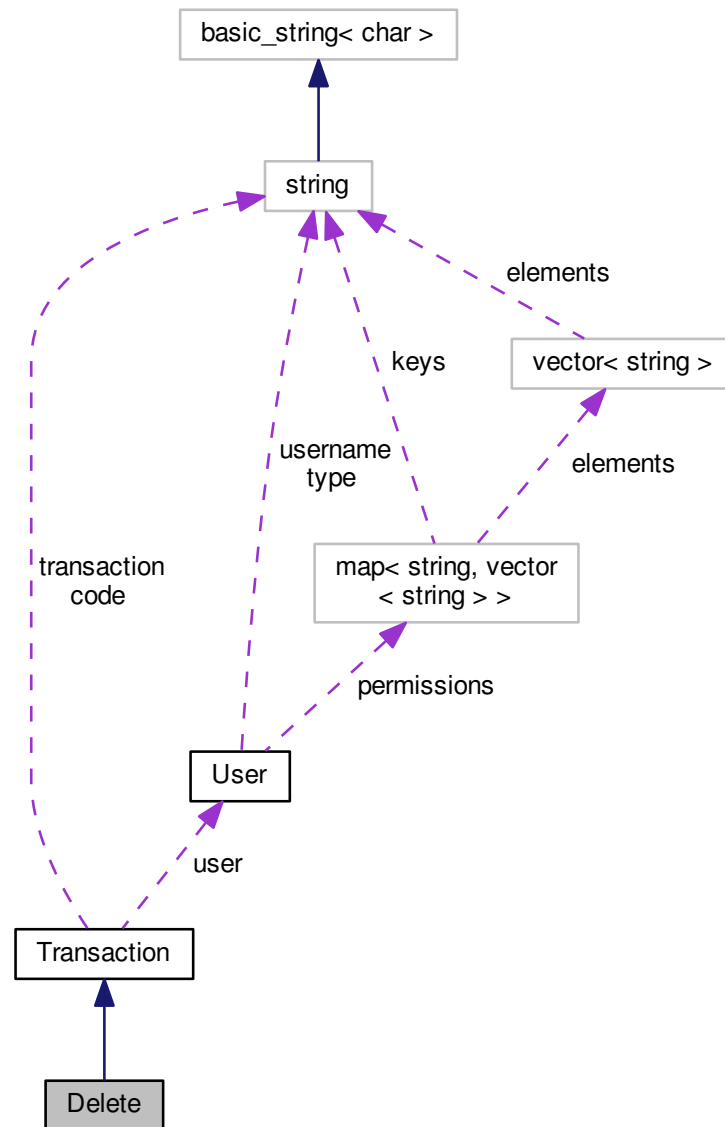 basic_string< char >
string
elements
vector< string >
keys
username
type
elements
transaction
code
map< string, vector
< string > >
permissions
User
user
Transaction
Delete